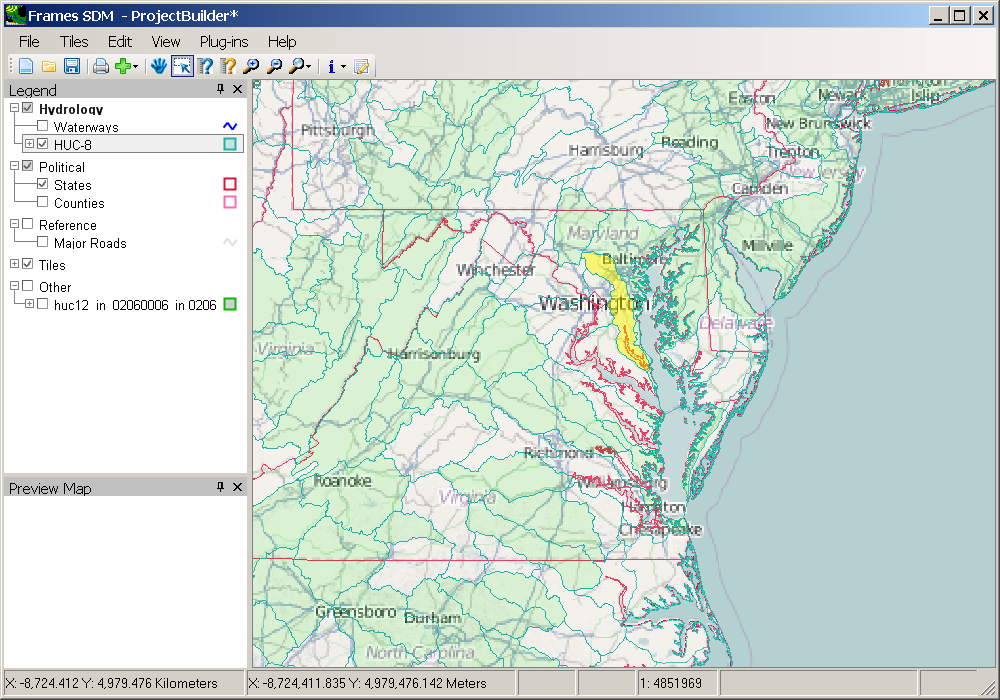 Frames SDM - ProjectBuilder*
File Tiles Edit View Plug-ins Help
Legend
Hydrology
Waterways
HUC-8
Political
States
Counties
Reference
Major Roads
Tiles
Other
huc12 in 02060006 in 0206
Preview Map
Easton
Newark
Islip
Pittsburgh
New Brunswick
Harrisburg
Reading
Trenton
New Jersey
Camden
Maryland
Millville
Baltimore
Winchester
Washington
Delaware
Virginia
Harrisonburg
Richmond
Roanoke
Williamsburg
Virginia
Hampton
Chesapeake
Greensboro
Durham
North Carolina
X: -8,724.412 Y: 4,979.476 Kilometers
X: -8,724,411.835 Y: 4,979,476.142 Meters
1: 4851969